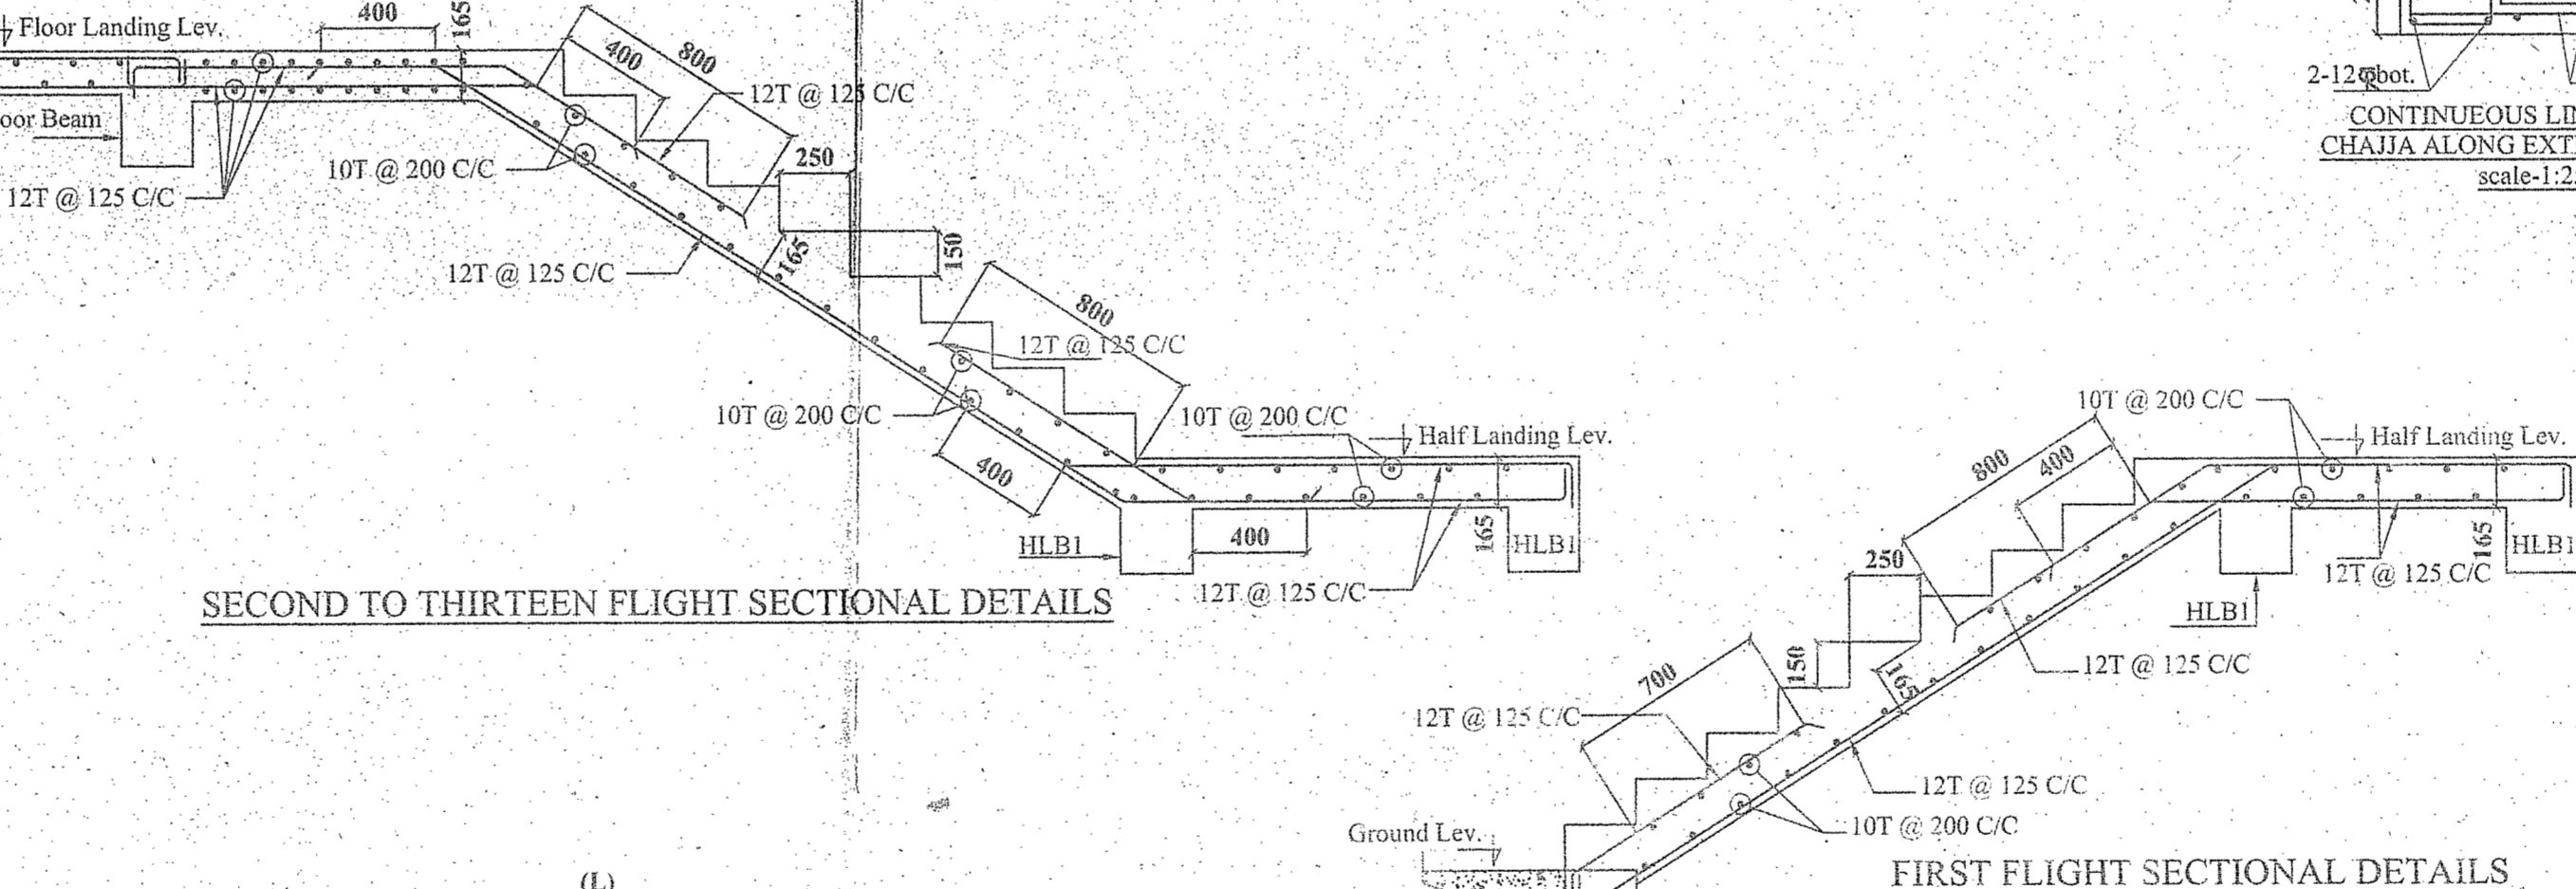 Floor Landing Lev.
400
165
400
800
12T @ 125 C/C
oor Beam
10T @ 200 C/C
250
12T @ 125 C/C
12T @ 125 C/C
165
150
800
12T @ 125 C/C
10T @ 200 C/C
400
10T @ 200 C/C
Half Landing Lev.
HLB1
400
165
HLB1
12T @ 125 C/C
SECOND TO THIRTEEN FLIGHT SECTIONAL DETAILS
(L)
2-12 bot.
CONTINUEOUS LIN
CHAJJA ALONG EXT
scale-1:2
10T @ 200 C/C
Half Landing Lev.
800
400
250
165
HLB1
12T @ 125 C/C
HLB1
150
165
12T @ 125 C/C
700
12T @ 125 C/C
12T @ 125 C/C
10T @ 200 C/C
Ground Lev.
FIRST FLIGHT SECTIONAL DETAILS